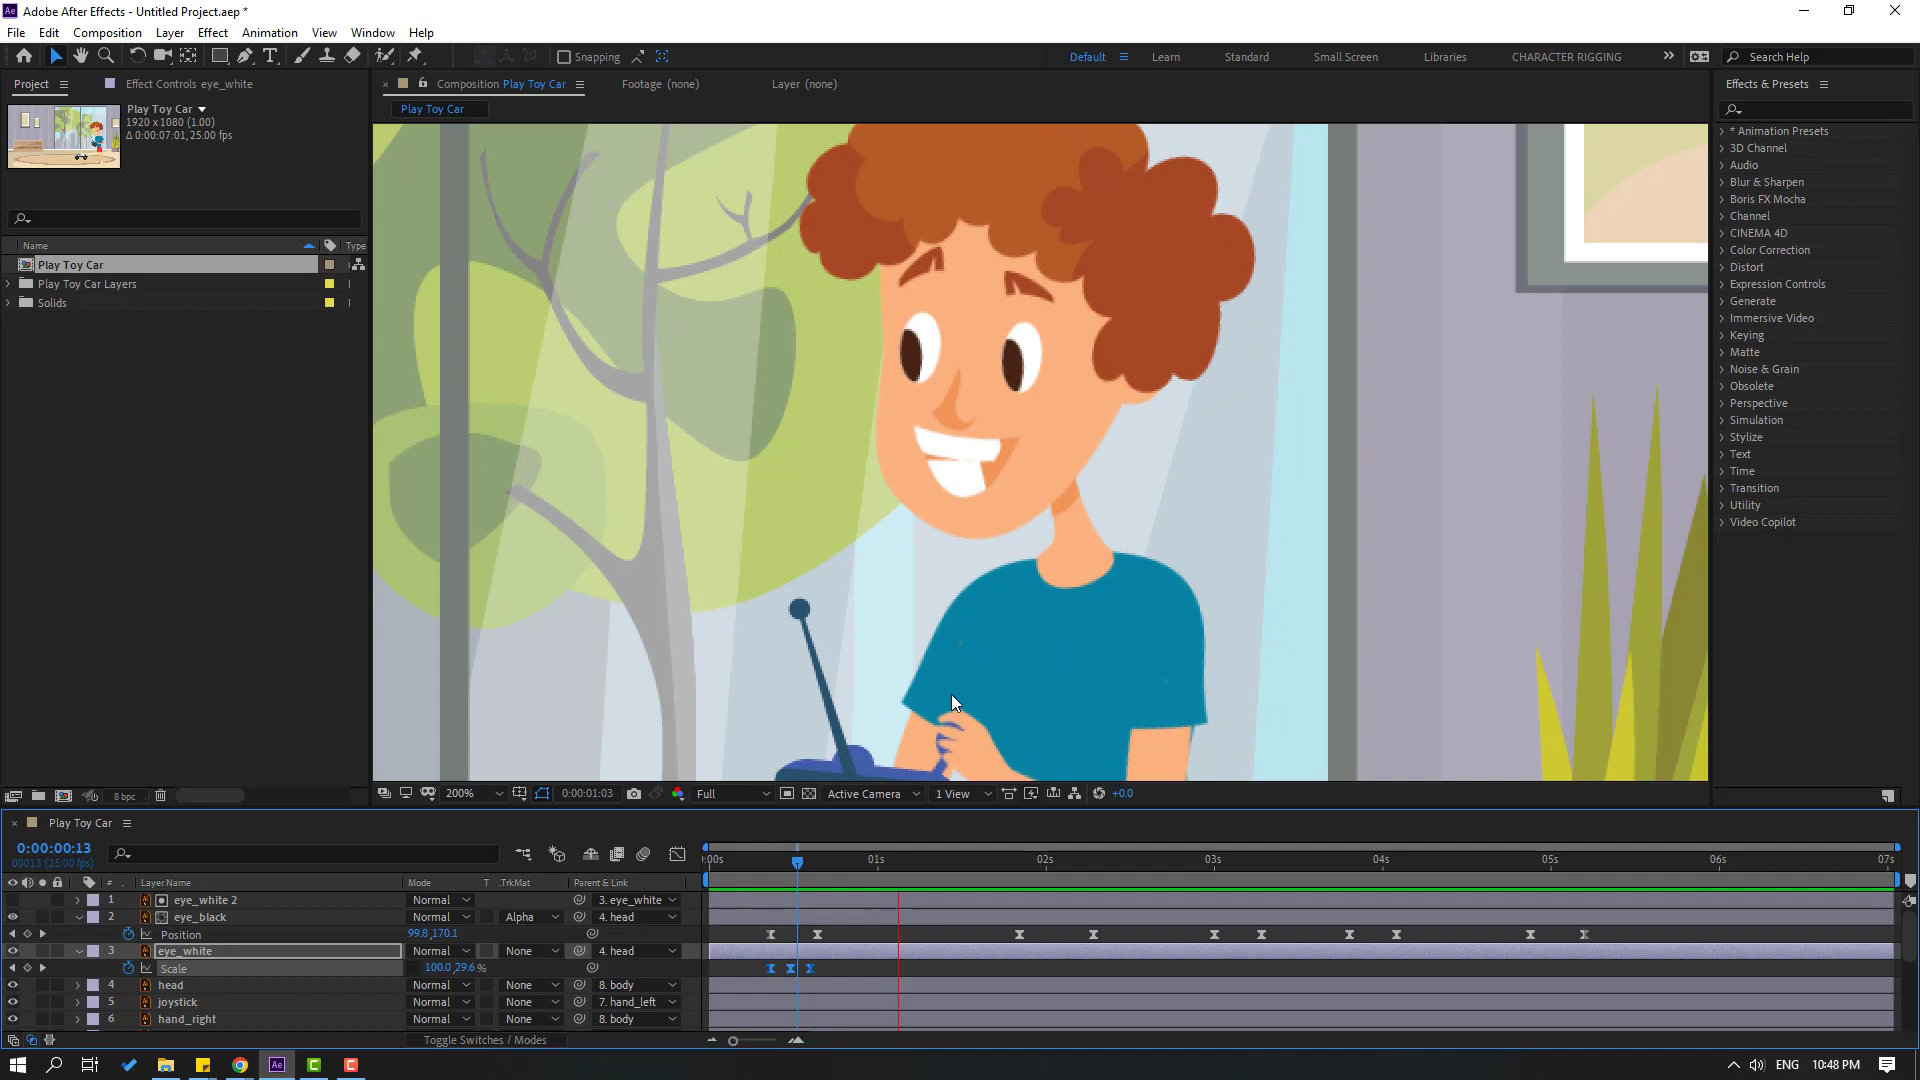 Ae Adobe After Effects - Untitled Project.aep *
File Edit Composition Layer Effect Animation View Window Help
Snapping Default Learn Standard Small Screen Libraries CHARACTER RIGGING Search Help
Project Effect Controls eye_white Composition Play Toy Car Footage (none) Layer (none) Effects & Presets
Play Toy Car
1920 x 1080 (1.00)
Δ 0:00:07:01, 25.00 fps
Play Toy Car
Name Type
Play Toy Car
Play Toy Car Layers
Solids
* Animation Presets
3D Channel
Audio
Blur & Sharpen
Boris FX Mocha
Channel
CINEMA 4D
Color Correction
Distort
Expression Controls
Generate
Immersive Video
Keying
Matte
Noise & Grain
Obsolete
Perspective
Simulation
Stylize
Text
Time
Transition
Utility
Video Copilot
8 bpc 200% 0:00:01:03 Full Active Camera 1 View +0.0
Play Toy Car
0:00:00:13
00013 (25.00 fps)
:00s 01s 02s 03s 04s 05s 06s 07s
# Layer Name Mode T .TrkMat Parent & Link
1 eye_white 2 Normal 3. eye_white
2 eye_black Normal Alpha 4. head
Position 99.8,170.1
3 eye_white Normal None 4. head
Scale 100.0,29.6 %
4 head Normal None 8. body
5 joystick Normal None 7. hand_left
6 hand_right Normal None 8. body
Toggle Switches / Modes
Ae C C ENG 10:48 PM